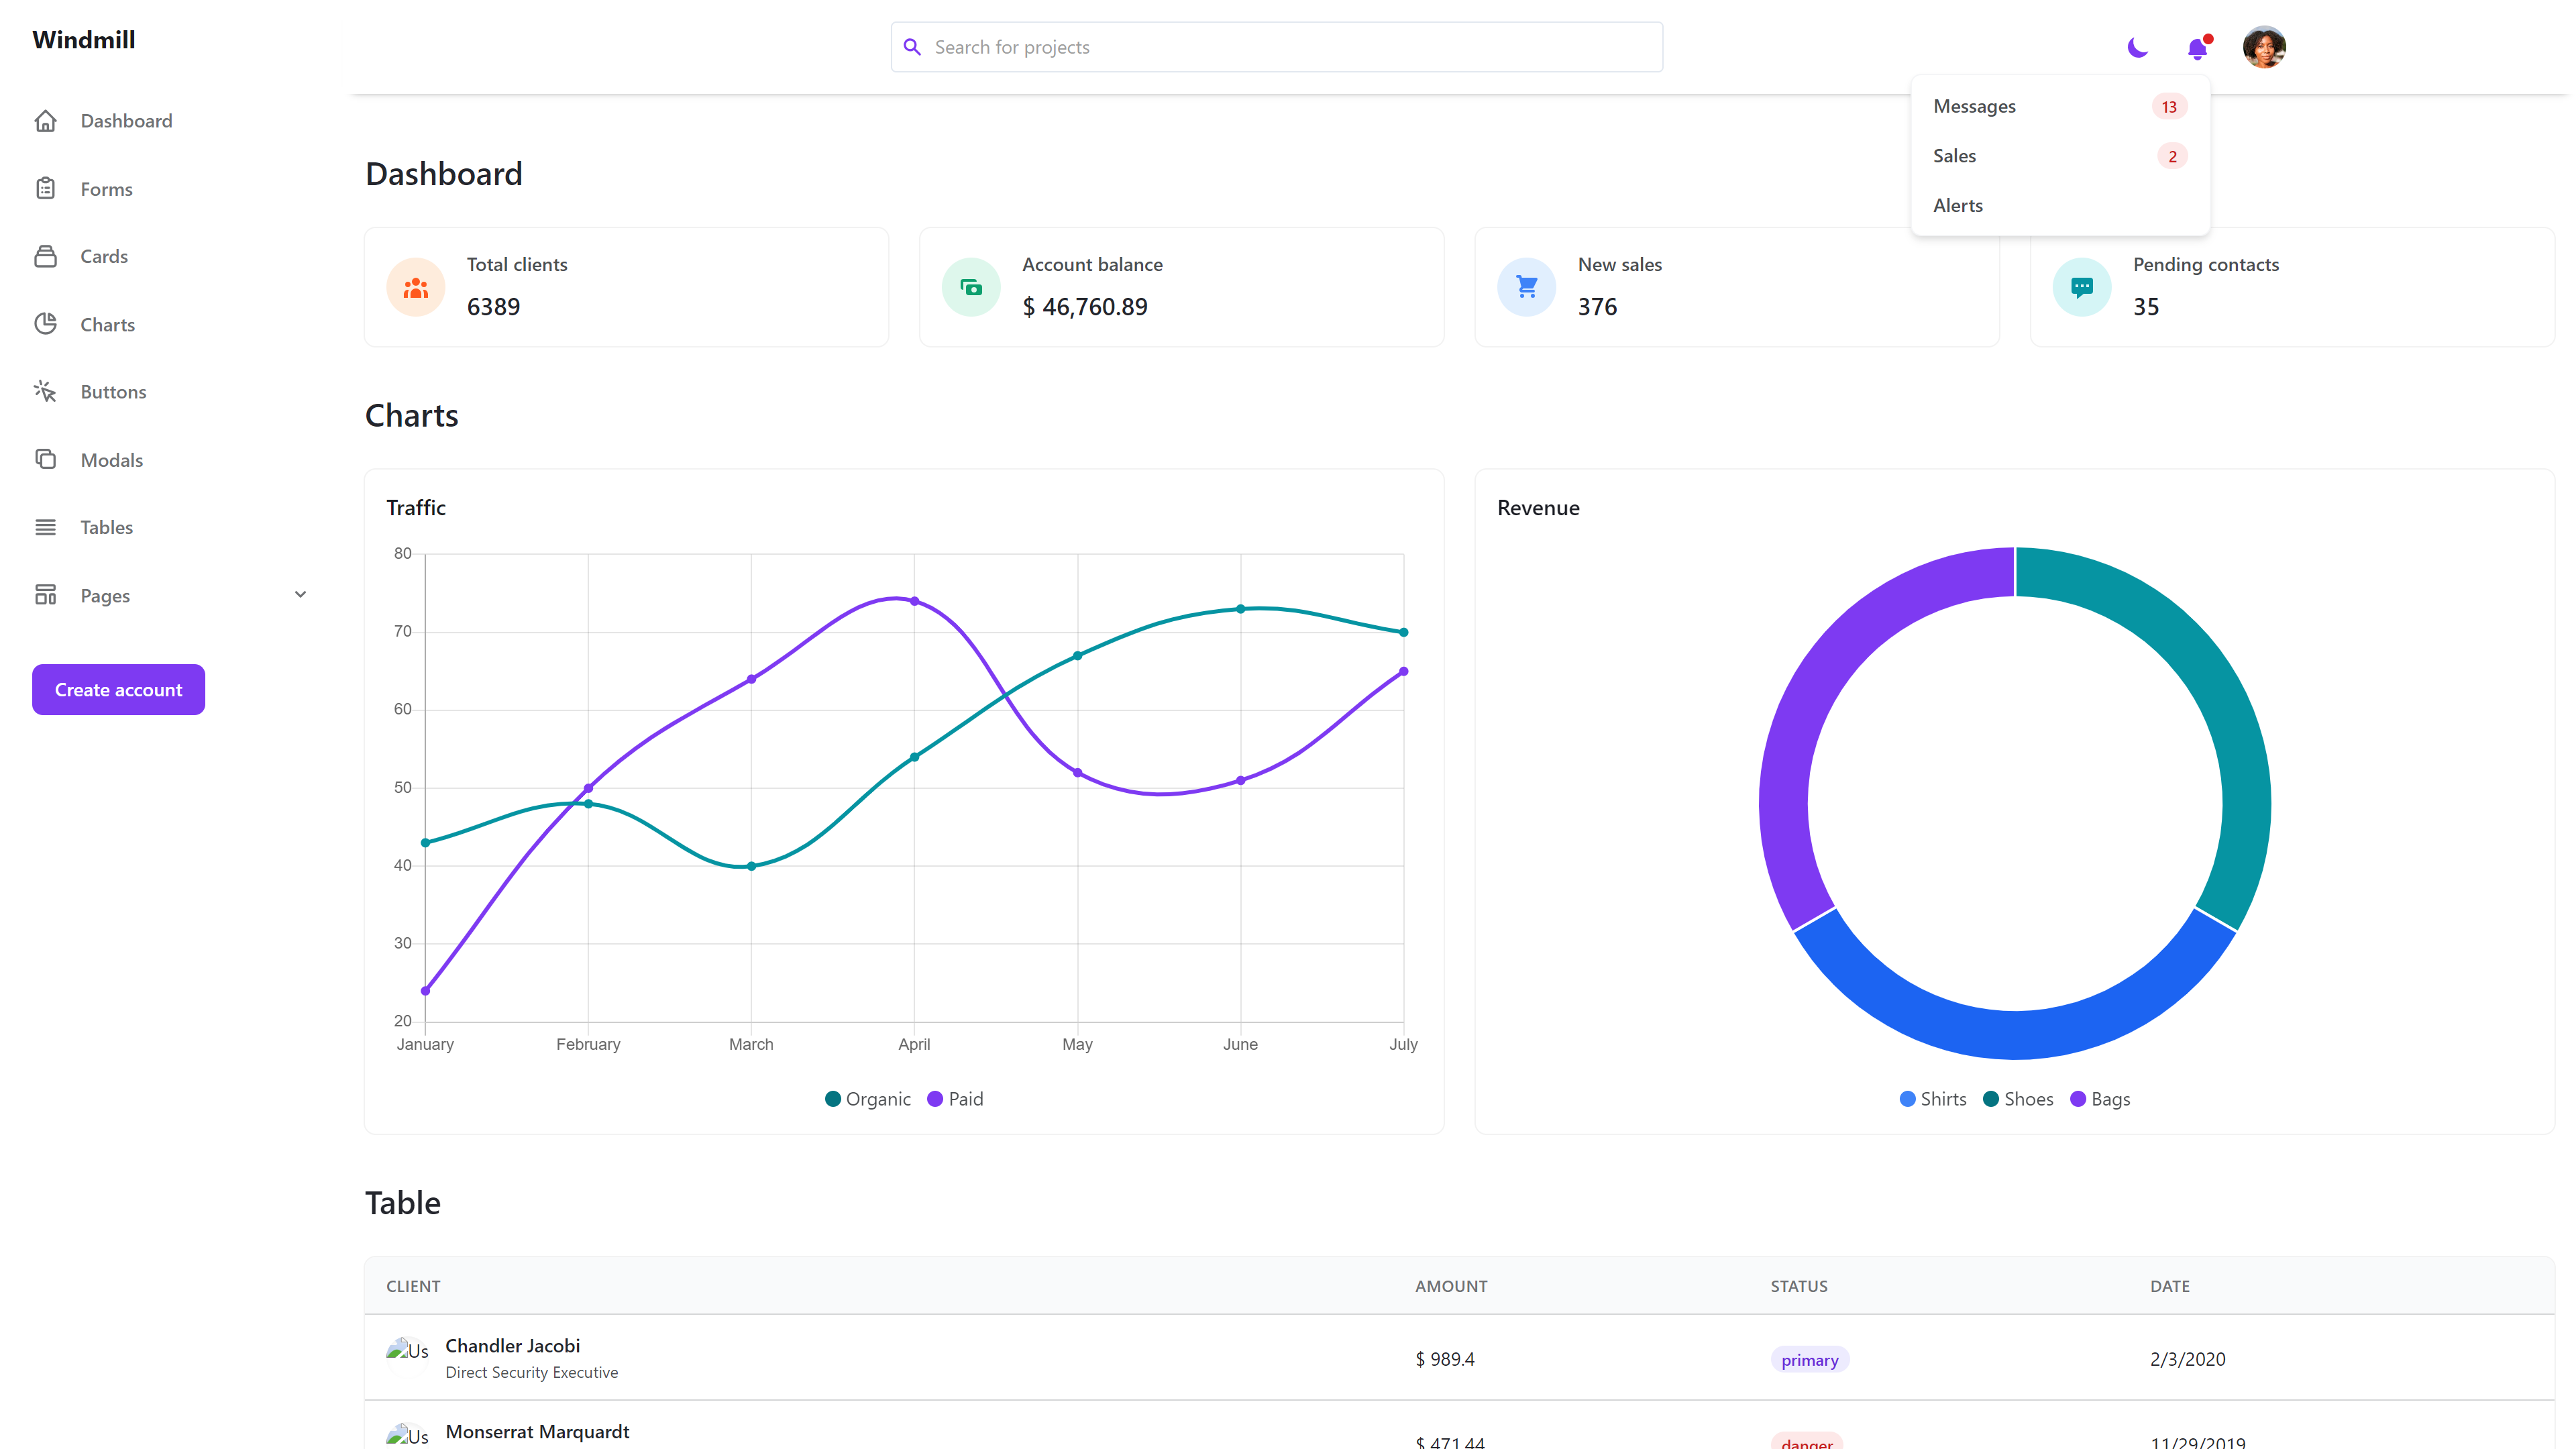 Windmill
Search for projects
Dashboard
Forms
Cards
Charts
Buttons
Modals
Tables
Pages
Create account
Messages 13
Sales 2
Alerts
Dashboard
Total clients
6389
Account balance
$ 46,760.89
New sales
376
Pending contacts
35
Charts
Traffic
80
70
60
50
40
30
20
January February March April May June July
Organic Paid
Revenue
Shirts Shoes Bags
Table
CLIENT AMOUNT STATUS DATE
Us Chandler Jacobi $ 989.4 primary 2/3/2020
Direct Security Executive
Us Monserrat Marquardt $ 471.44 danger 11/29/2019